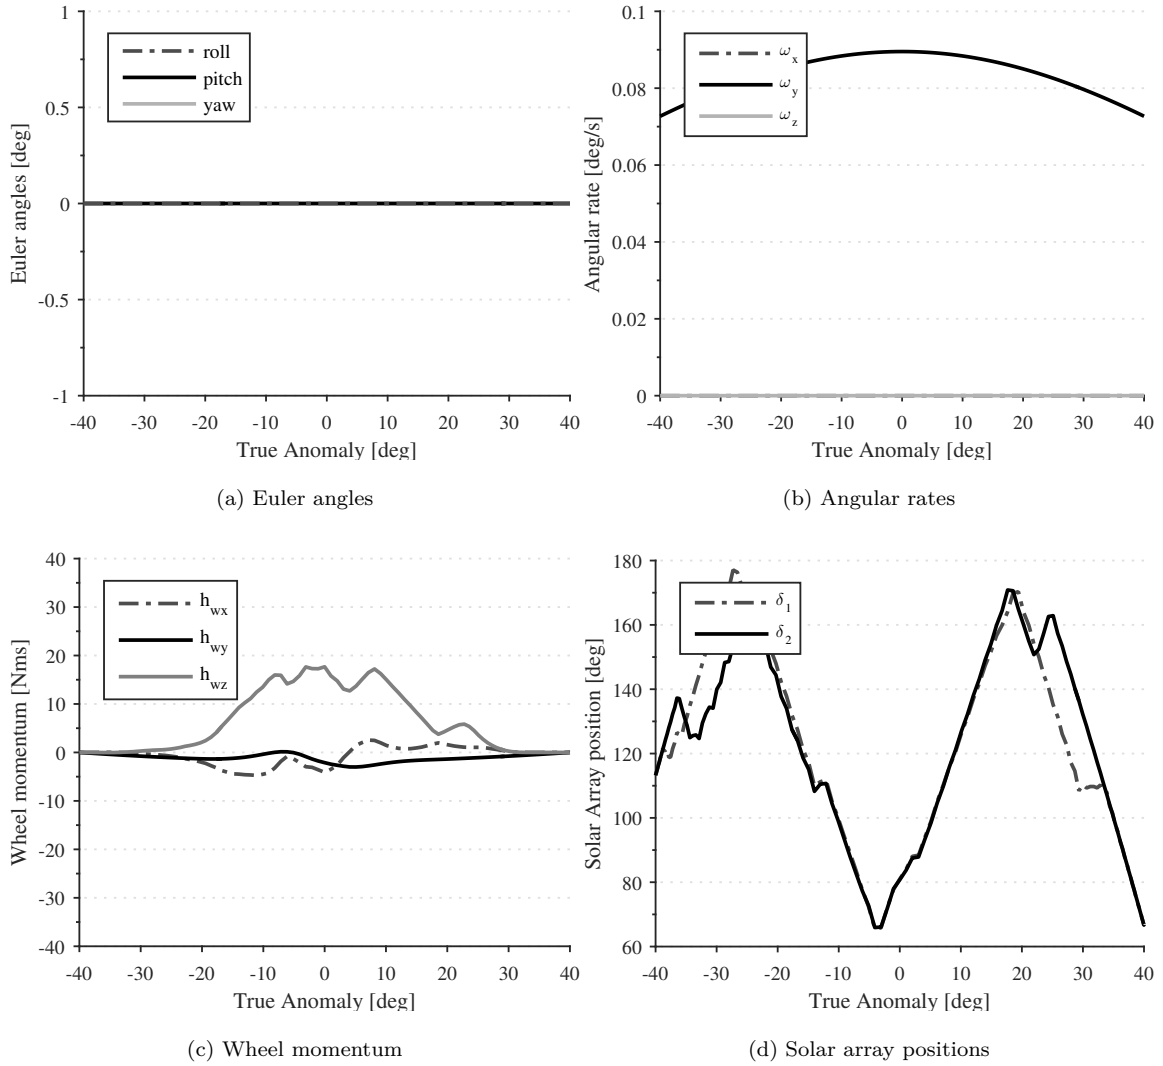 1
0.5
0
-0.5
-1
Euler angles [deg]
roll
pitch
yaw
-40 -30 -20 -10 0 10 20 30 40
True Anomaly [deg]
(a) Euler angles
0.1
0.08
0.06
0.04
0.02
0
Angular rate [deg/s]
ωx
ωy
ωz
-40 -30 -20 -10 0 10 20 30 40
True Anomaly [deg]
(b) Angular rates
40
30
20
10
0
-10
-20
-30
-40
Wheel momentum [Nms]
hwx
hwy
hwz
-40 -30 -20 -10 0 10 20 30 40
True Anomaly [deg]
(c) Wheel momentum
180
160
140
120
100
80
60
Solar Array position [deg]
δ1
δ2
-40 -30 -20 -10 0 10 20 30 40
True Anomaly [deg]
(d) Solar array positions